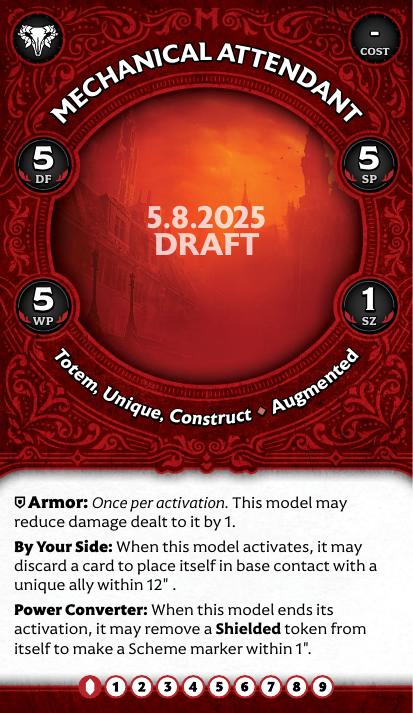 -
COST
MECHANICAL ATTENDANT
5
DF
5
SP
5.8.2025
DRAFT
5
WP
1
SZ
Totem, Unique, Construct ♦ Augmented
Armor: Once per activation. This model may
reduce damage dealt to it by 1.
By Your Side: When this model activates, it may
discard a card to place itself in base contact with a
unique ally within 12" .
Power Converter: When this model ends its
activation, it may remove a Shielded token from
itself to make a Scheme marker within 1".
1 2 3 4 5 6 7 8 9